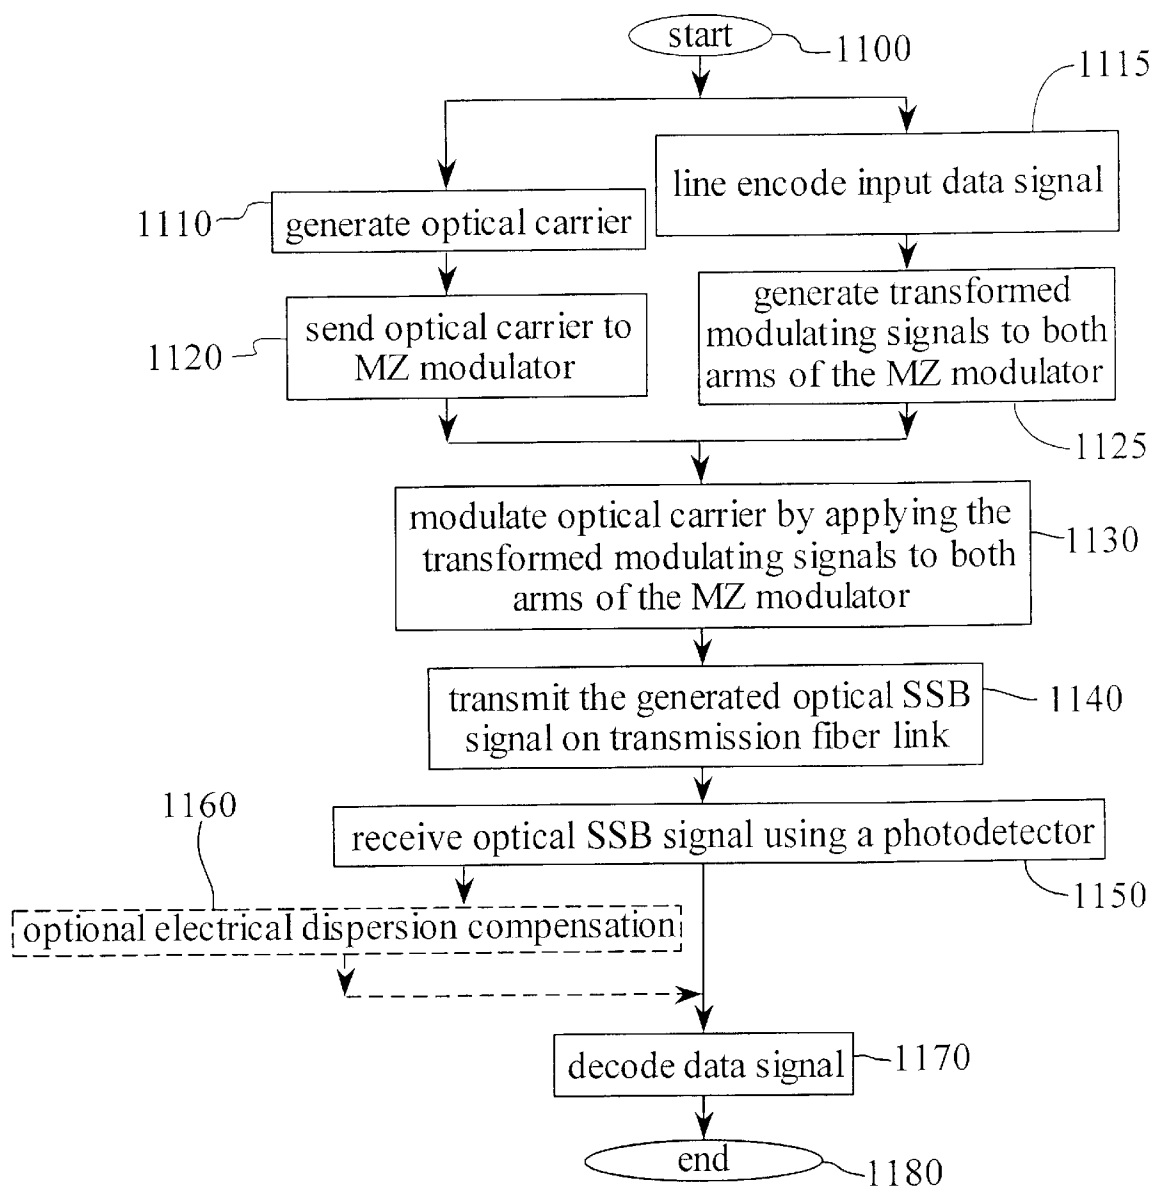 start
1100
1115
line encode input data signal
1110
generate optical carrier
1120
send optical carrier to
MZ modulator
generate transformed
modulating signals to both
arms of the MZ modulator
1125
modulate optical carrier by applying the
transformed modulating signals to both
arms of the MZ modulator
1130
transmit the generated optical SSB
signal on transmission fiber link
1140
1160
receive optical SSB signal using a photodetector
1150
optional electrical dispersion compensation
decode data signal
1170
end
1180